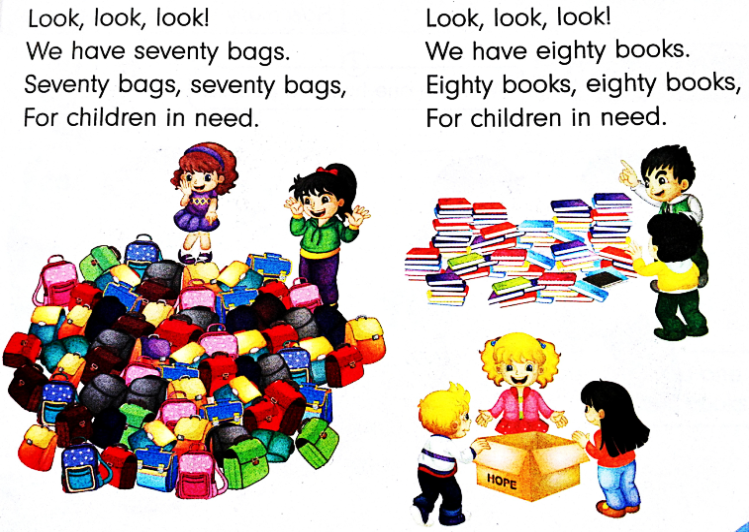 Look, look, look!
We have seventy bags.
Seventy bags, seventy bags,
For children in need.
Look, look, look!
We have eighty books.
Eighty books, eighty books,
For children in need.
HOPE